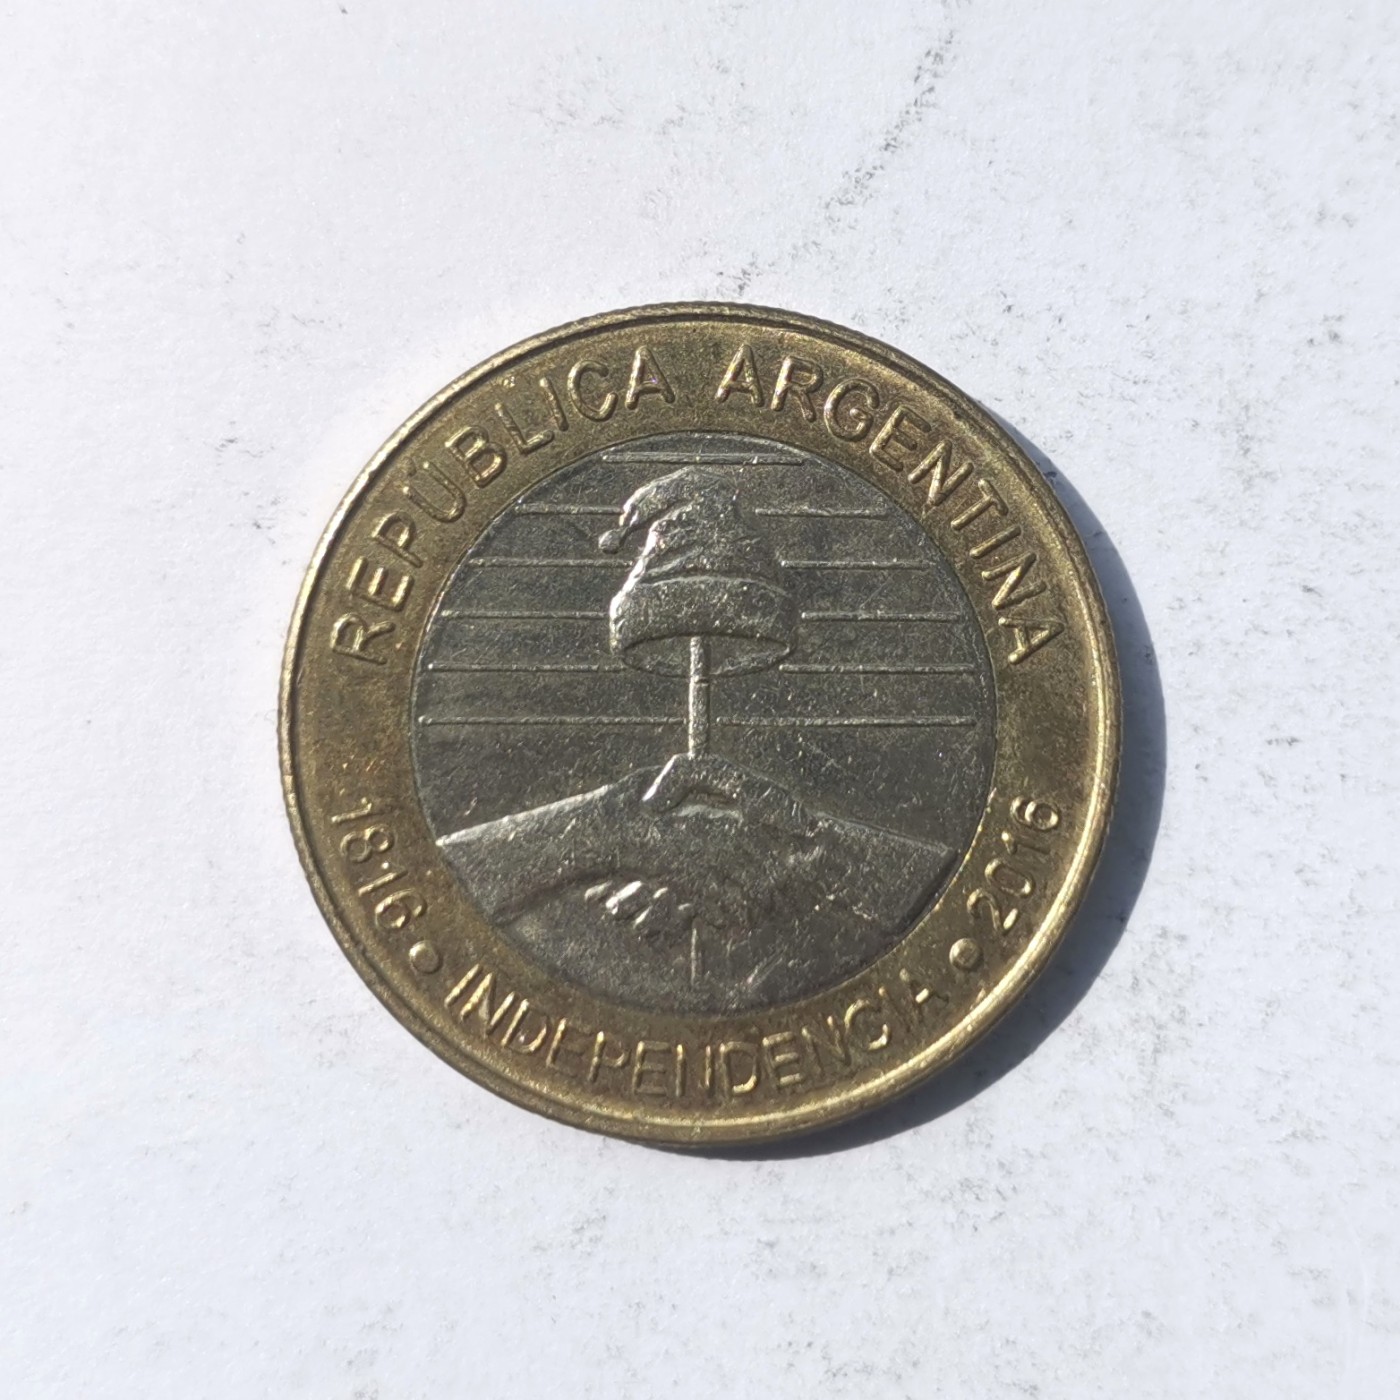 REPÚBLICA ARGENTINA
1816 • INDEPENDENCIA • 2016